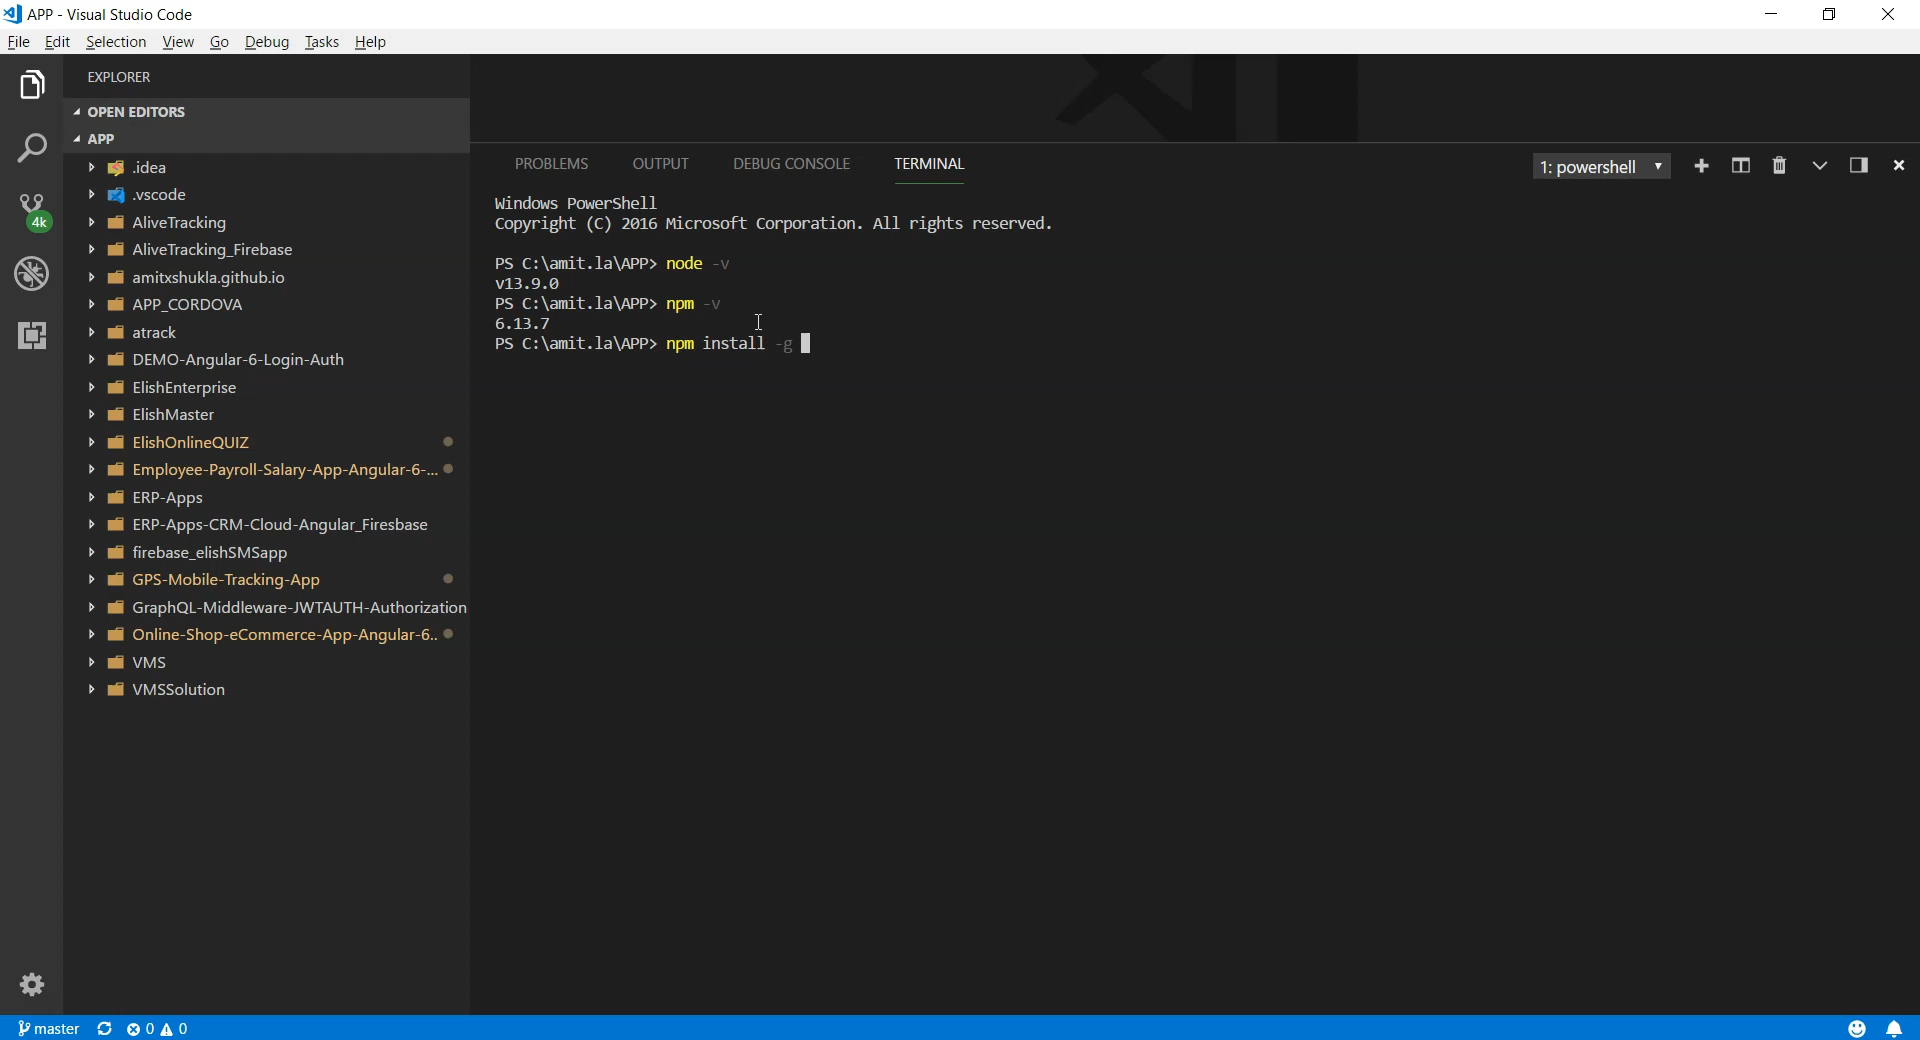 APP - Visual Studio Code
File Edit Selection View Go Debug Tasks Help
EXPLORER
OPEN EDITORS
APP
.idea
.vscode
AliveTracking
AliveTracking_Firebase
amitxshukla.github.io
APP_CORDOVA
atrack
DEMO-Angular-6-Login-Auth
ElishEnterprise
ElishMaster
ElishOnlineQUIZ
Employee-Payroll-Salary-App-Angular-6-...
ERP-Apps
ERP-Apps-CRM-Cloud-Angular_Firesbase
firebase_elishSMSapp
GPS-Mobile-Tracking-App
GraphQL-Middleware-JWTAUTH-Authorization
Online-Shop-eCommerce-App-Angular-6..
VMS
VMSSolution
4k
PROBLEMS OUTPUT DEBUG CONSOLE TERMINAL
1: powershell
Windows PowerShell
Copyright (C) 2016 Microsoft Corporation. All rights reserved.
PS C:\amit.la\APP> node -v
v13.9.0
PS C:\amit.la\APP> npm -v
6.13.7
PS C:\amit.la\APP> npm install -g
master 0 0